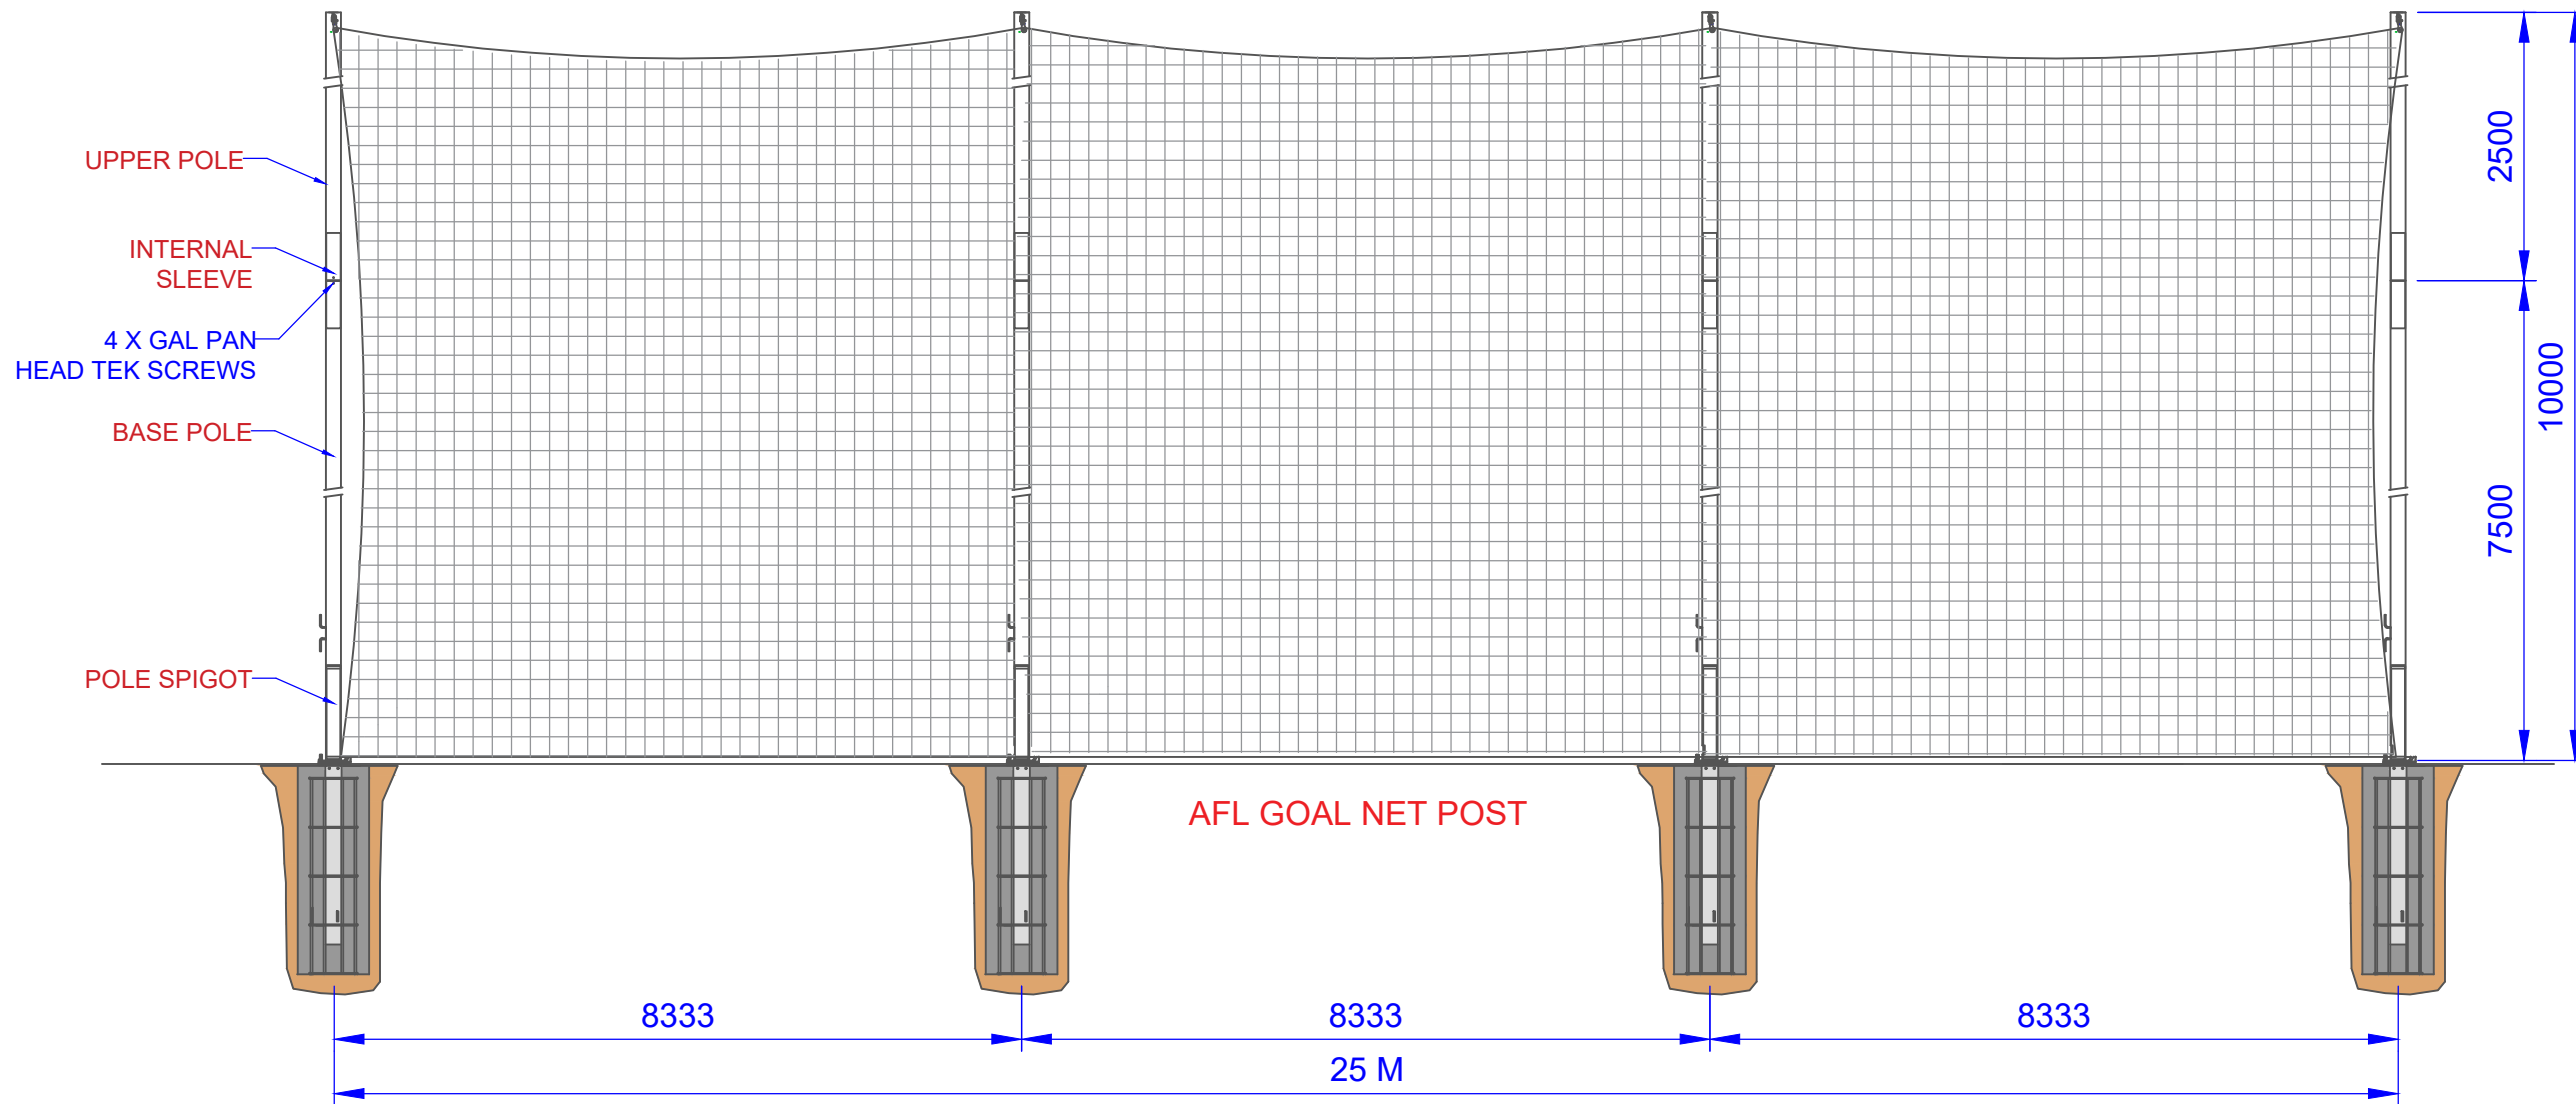 UPPER POLE
INTERNAL
SLEEVE
4 X GAL PAN
HEAD TEK SCREWS
BASE POLE
POLE SPIGOT
2500
10000
7500
AFL GOAL NET POST
8333
8333
8333
25 M